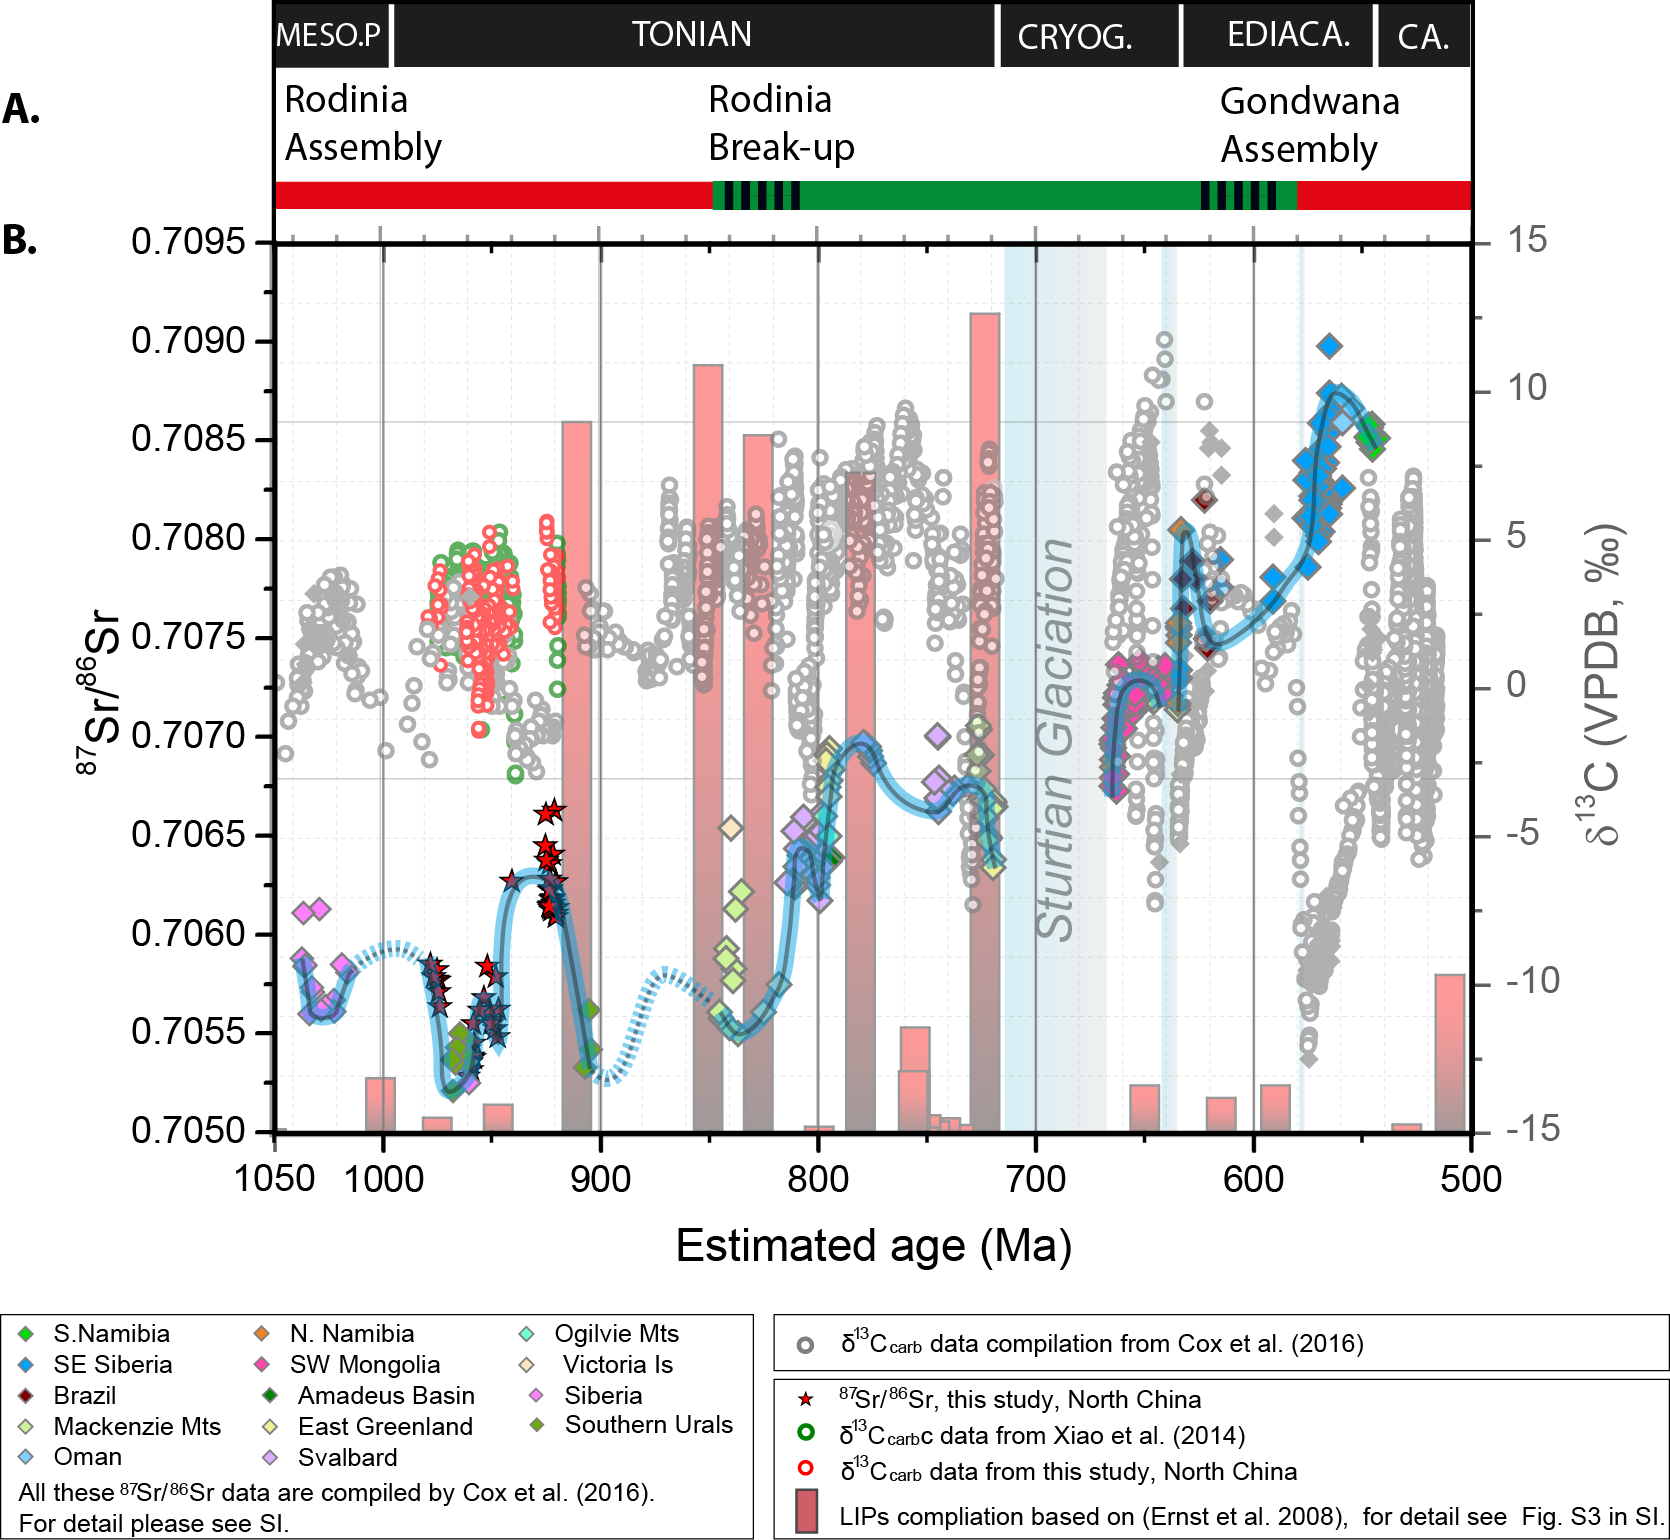 MESO.P TONIAN CRYOG. EDIACA. CA.
A.
Rodinia Assembly
Rodinia Break-up
Gondwana Assembly
B.
0.7095
0.7090
0.7085
0.7080
0.7075
0.7070
0.7065
0.7060
0.7055
0.7050
87Sr/86Sr
Sturtian Glaciation
15
10
5
0
-5
-10
-15
δ13C (VPDB, ‰)
1050 1000 900 800 700 600 500
Estimated age (Ma)
S.Namibia
SE Siberia
Brazil
Mackenzie Mts
Oman
N. Namibia
SW Mongolia
Amadeus Basin
East Greenland
Svalbard
Ogilvie Mts
Victoria Is
Siberia
Southern Urals
All these 87Sr/86Sr data are compiled by Cox et al. (2016).
For detail please see SI.
δ13Ccarb data compilation from Cox et al. (2016)
87Sr/86Sr, this study, North China
δ13Ccarbc data from Xiao et al. (2014)
δ13Ccarb data from this study, North China
LIPs compliation based on (Ernst et al. 2008), for detail see Fig. S3 in SI.